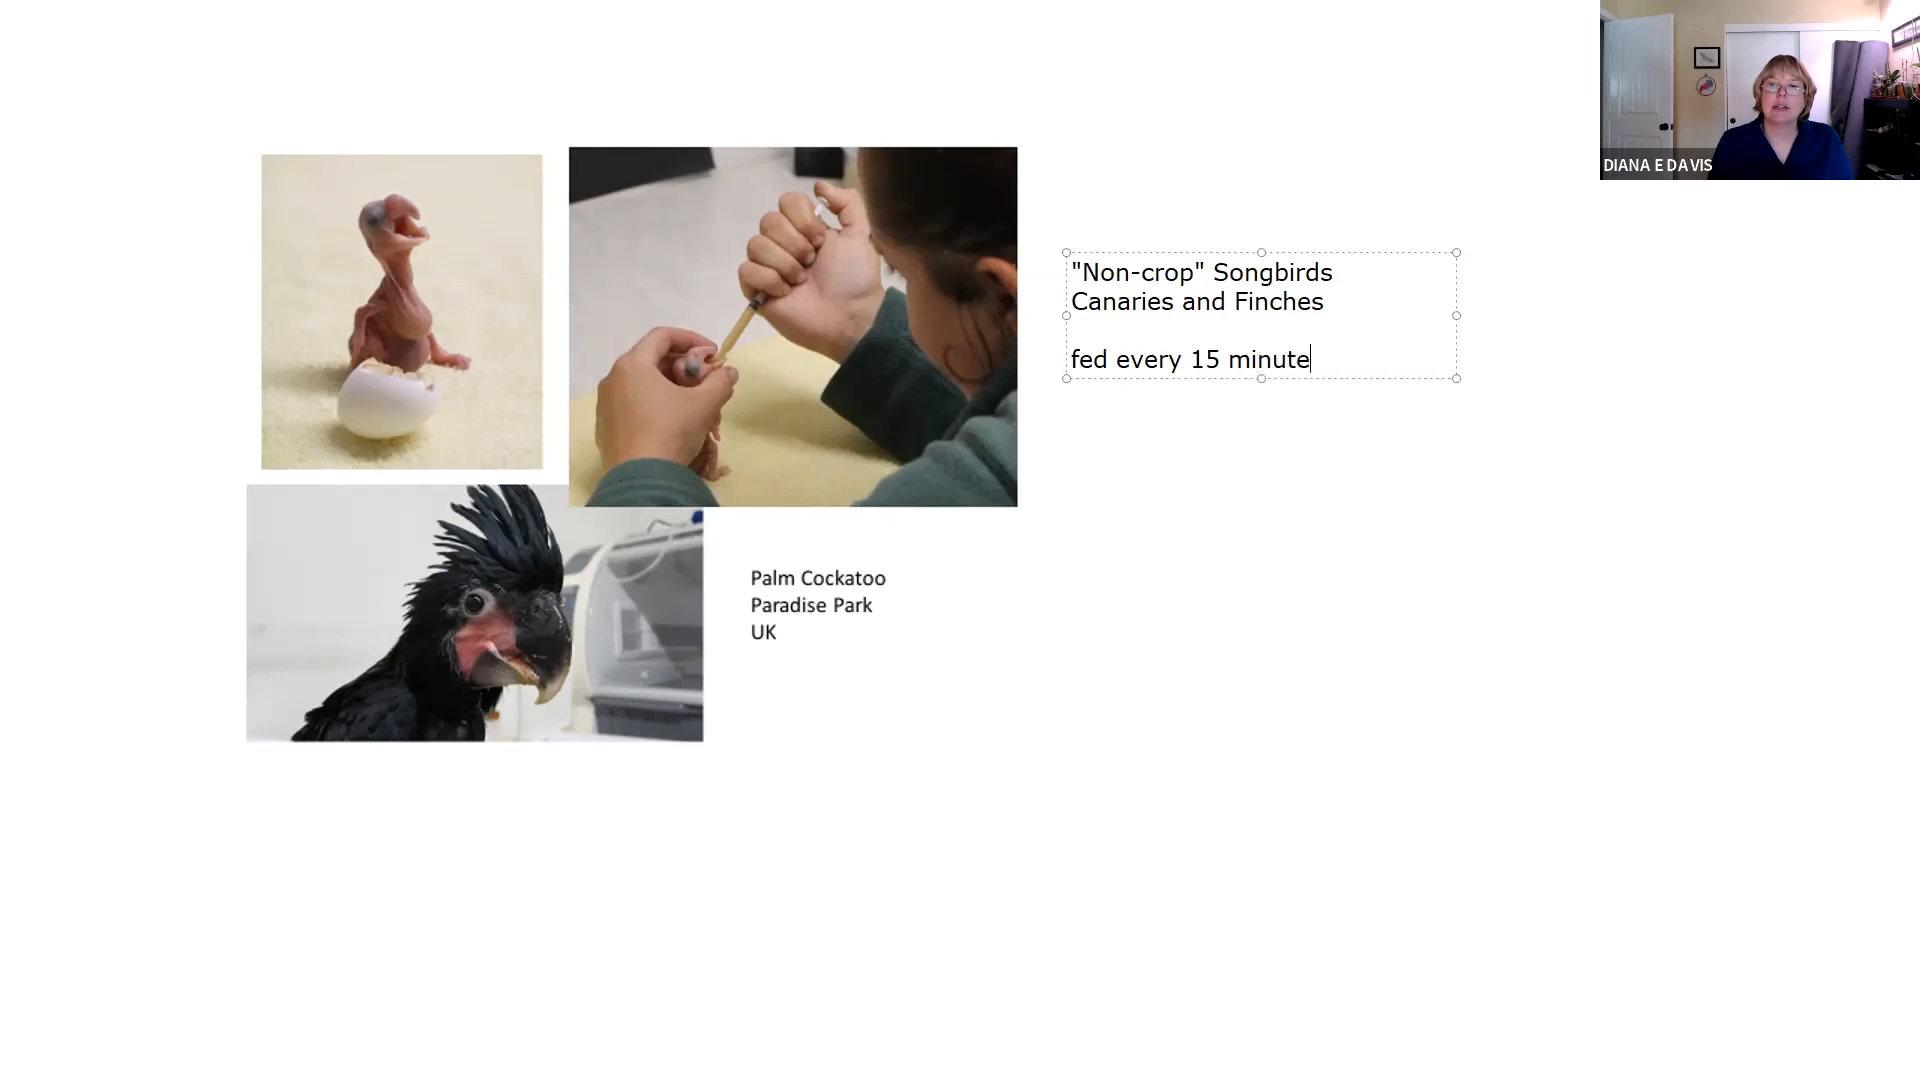 DIANA E DAVIS
"Non-crop" Songbirds
Canaries and Finches
fed every 15 minute
Palm Cockatoo
Paradise Park
UK